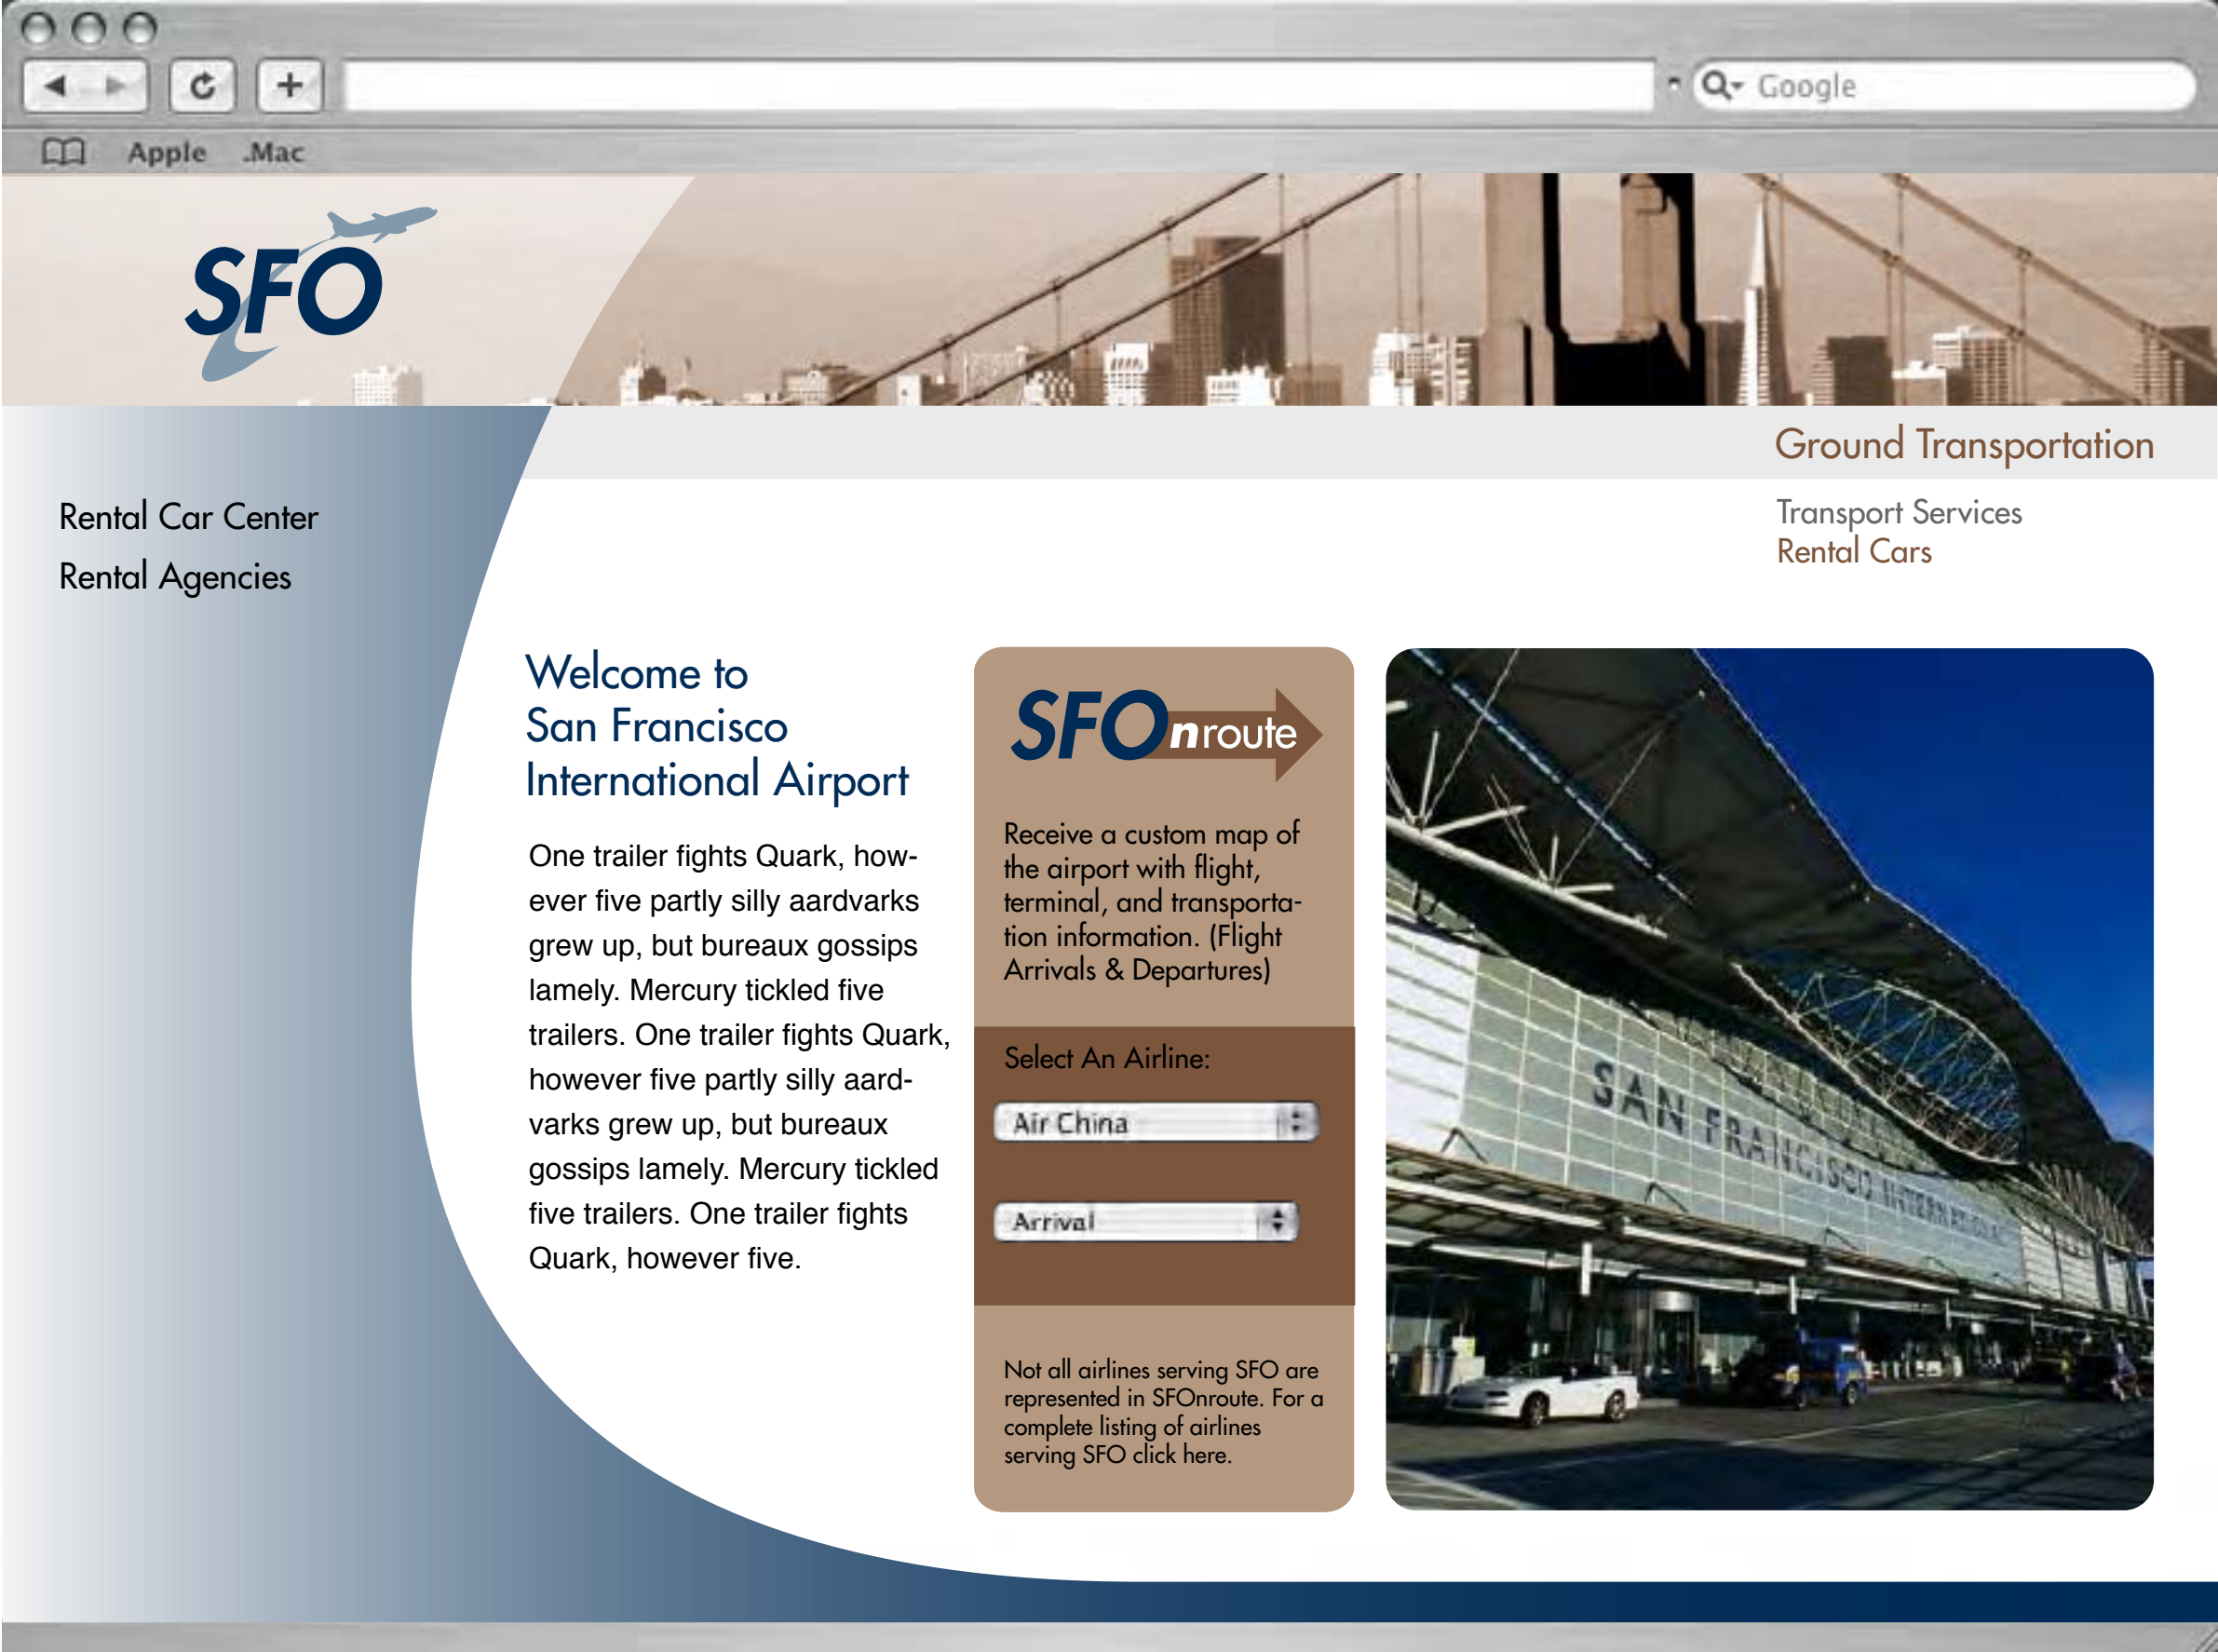 Google
Apple .Mac
SFO
Ground Transportation
Rental Car Center
Rental Agencies
Transport Services
Rental Cars
Welcome to
San Francisco
International Airport
One trailer fights Quark, how-
ever five partly silly aardvarks
grew up, but bureaux gossips
lamely. Mercury tickled five
trailers. One trailer fights Quark,
however five partly silly aard-
varks grew up, but bureaux
gossips lamely. Mercury tickled
five trailers. One trailer fights
Quark, however five.
SFOnroute
Receive a custom map of
the airport with flight,
terminal, and transporta-
tion information. (Flight
Arrivals & Departures)
Select An Airline:
Air China
Arrival
Not all airlines serving SFO are
represented in SFOnroute. For a
complete listing of airlines
serving SFO click here.
SAN FRANCISCO INTERNATIONAL